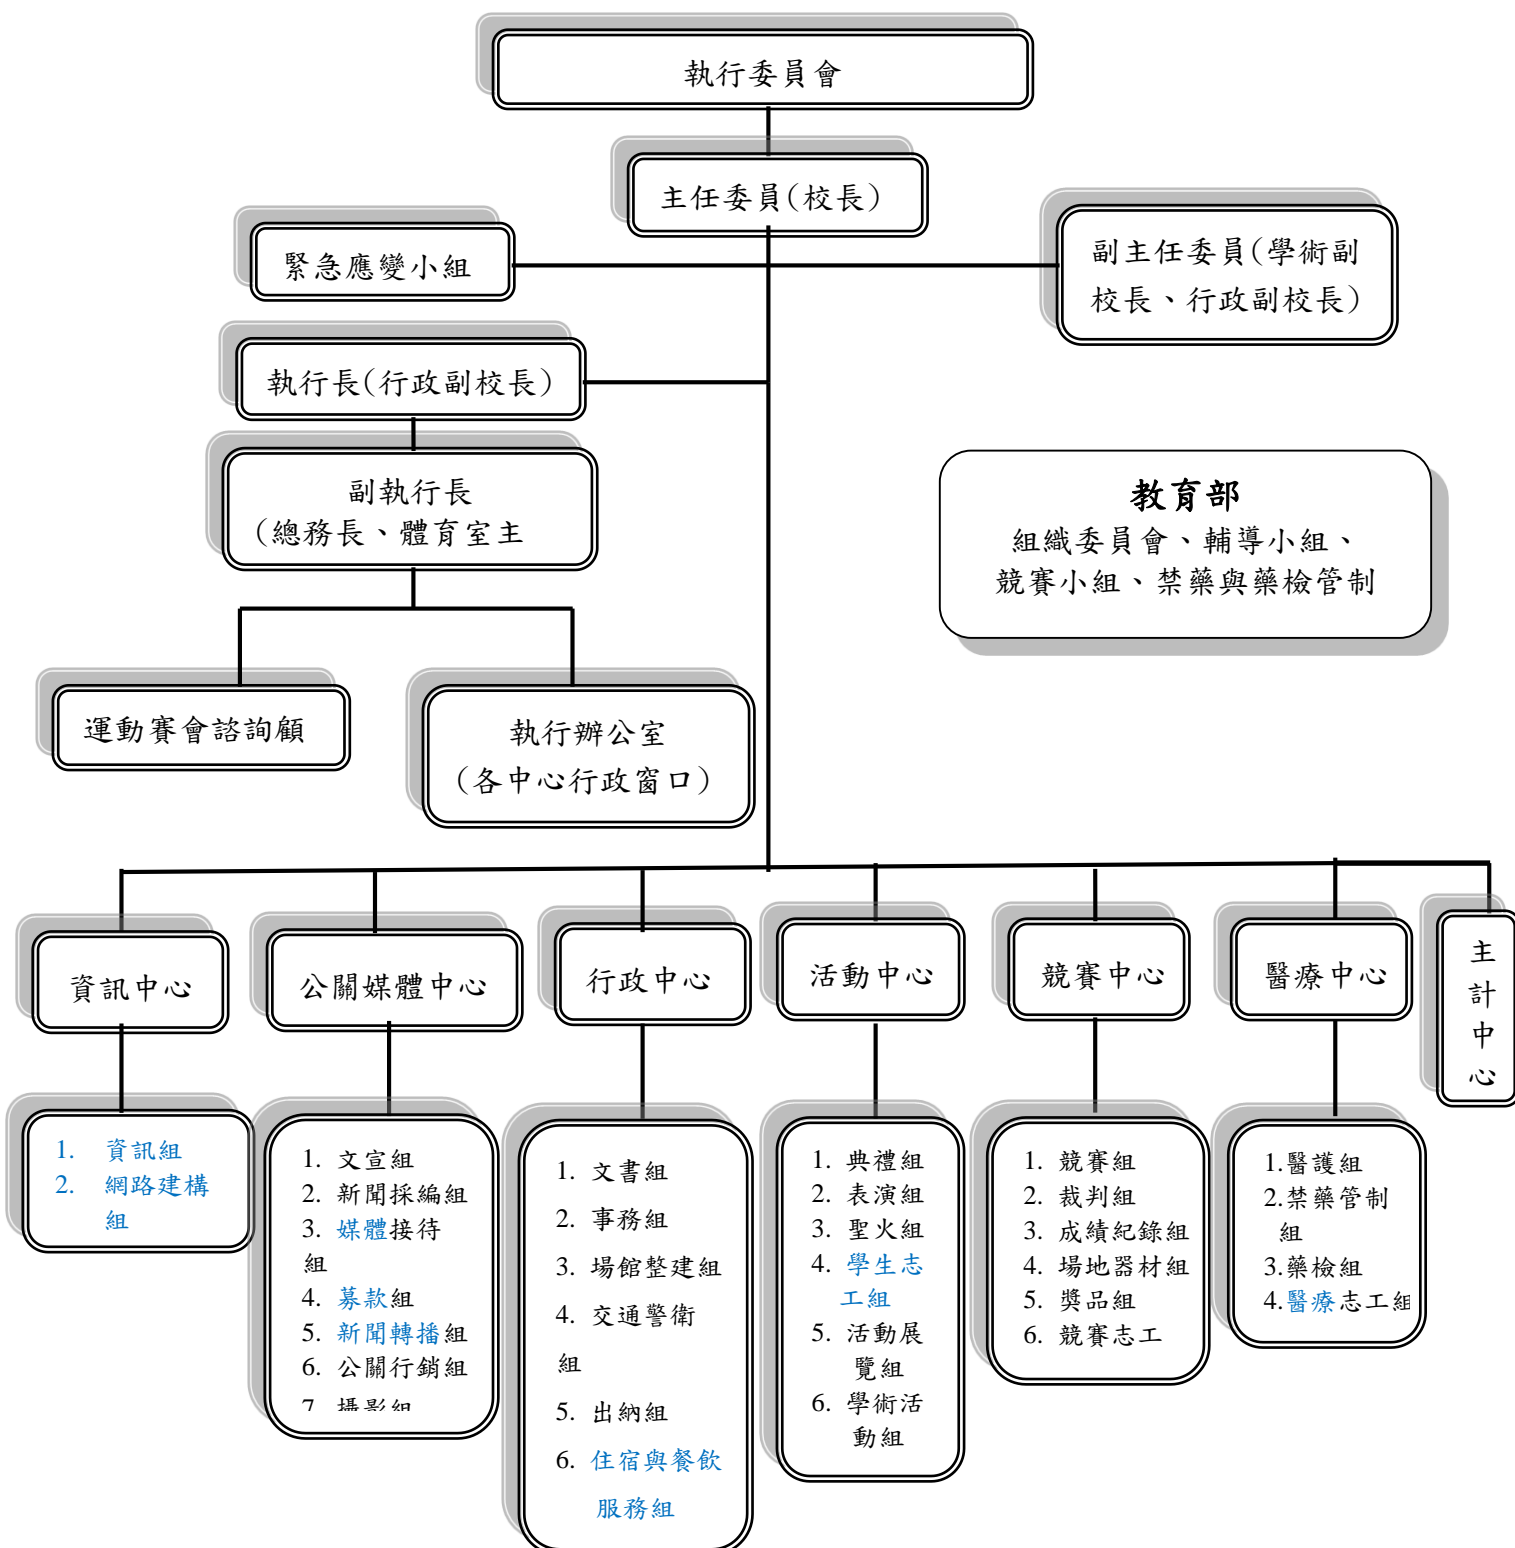 執行委員會
主任委員(校長)
緊急應變小組
副主任委員(學術副
校長、行政副校長)
執行長(行政副校長)
副執行長
(總務長、體育室主
教育部
組織委員會、輔導小組、
競賽小組、禁藥與藥檢管制
運動賽會諮詢顧
執行辦公室
(各中心行政窗口)
資訊中心
公關媒體中心
行政中心
活動中心
競賽中心
醫療中心
主
計
中
心
1. 資訊組
2. 網路建構
組
1. 文宣組
2. 新聞採編組
3. 媒體接待
組
4. 募款組
5. 新聞轉播組
6. 公關行銷組
7. 攝影組
1. 文書組
2. 事務組
3. 場館整建組
4. 交通警衛
組
5. 出納組
6. 住宿與餐飲
服務組
1. 典禮組
2. 表演組
3. 聖火組
4. 學生志
工組
5. 活動展
覽組
6. 學術活
動組
1. 競賽組
2. 裁判組
3. 成績紀錄組
4. 場地器材組
5. 獎品組
6. 競賽志工
1.醫護組
2.禁藥管制
組
3.藥檢組
4.醫療志工組